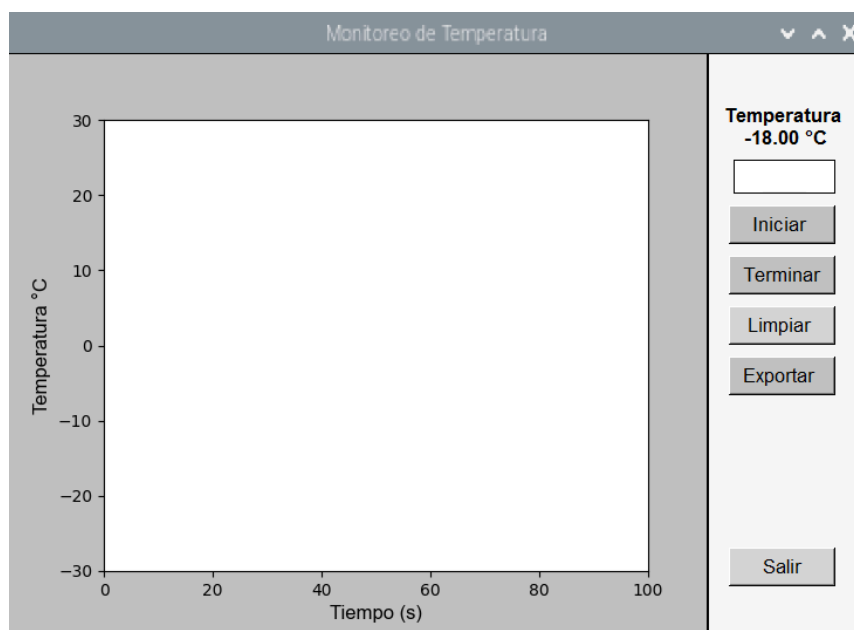 Monitoreo de Temperatura
Temperatura
-18.00 °C
Iniciar
Terminar
Limpiar
Exportar
Salir
Temperatura °C
30
20
10
0
−10
−20
−30
0 20 40 60 80 100
Tiempo (s)